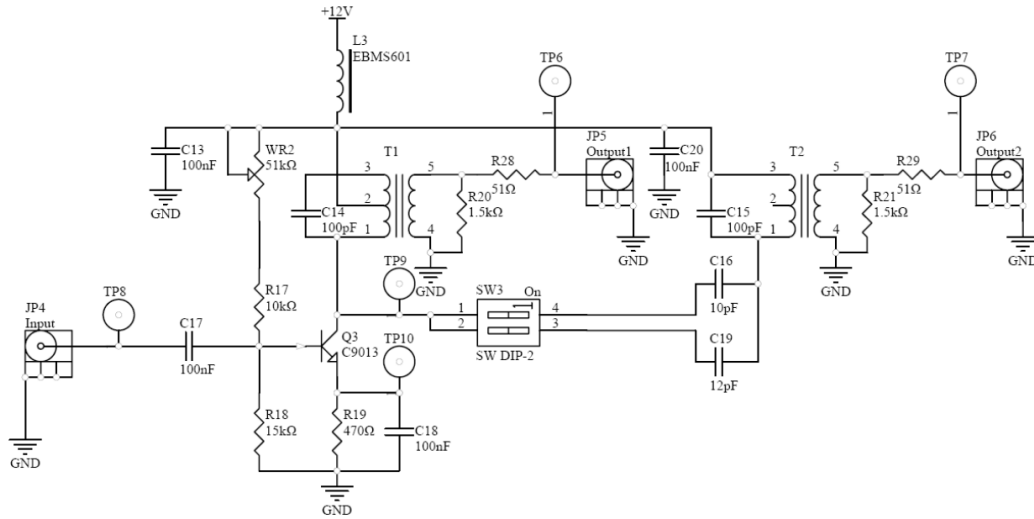 +12V
L3
EBMS601
TP6
TP7
1
1
C13
100nF
WR2
51kΩ
T1
JP5
Output1
C20
100nF
T2
JP6
Output2
GND
3
5
R28
51Ω
GND
3
5
R29
51Ω
C14
100pF
2
R20
1.5kΩ
C15
100pF
2
R21
1.5kΩ
1
4
GND
1
4
GND
GND
GND
TP9
C16
10pF
JP4
Input
TP8
R17
10kΩ
SW3
On
1
4
2
3
SW DIP-2
C17
100nF
Q3
C9013
TP10
C19
12pF
R18
15kΩ
R19
470Ω
C18
100nF
GND
GND